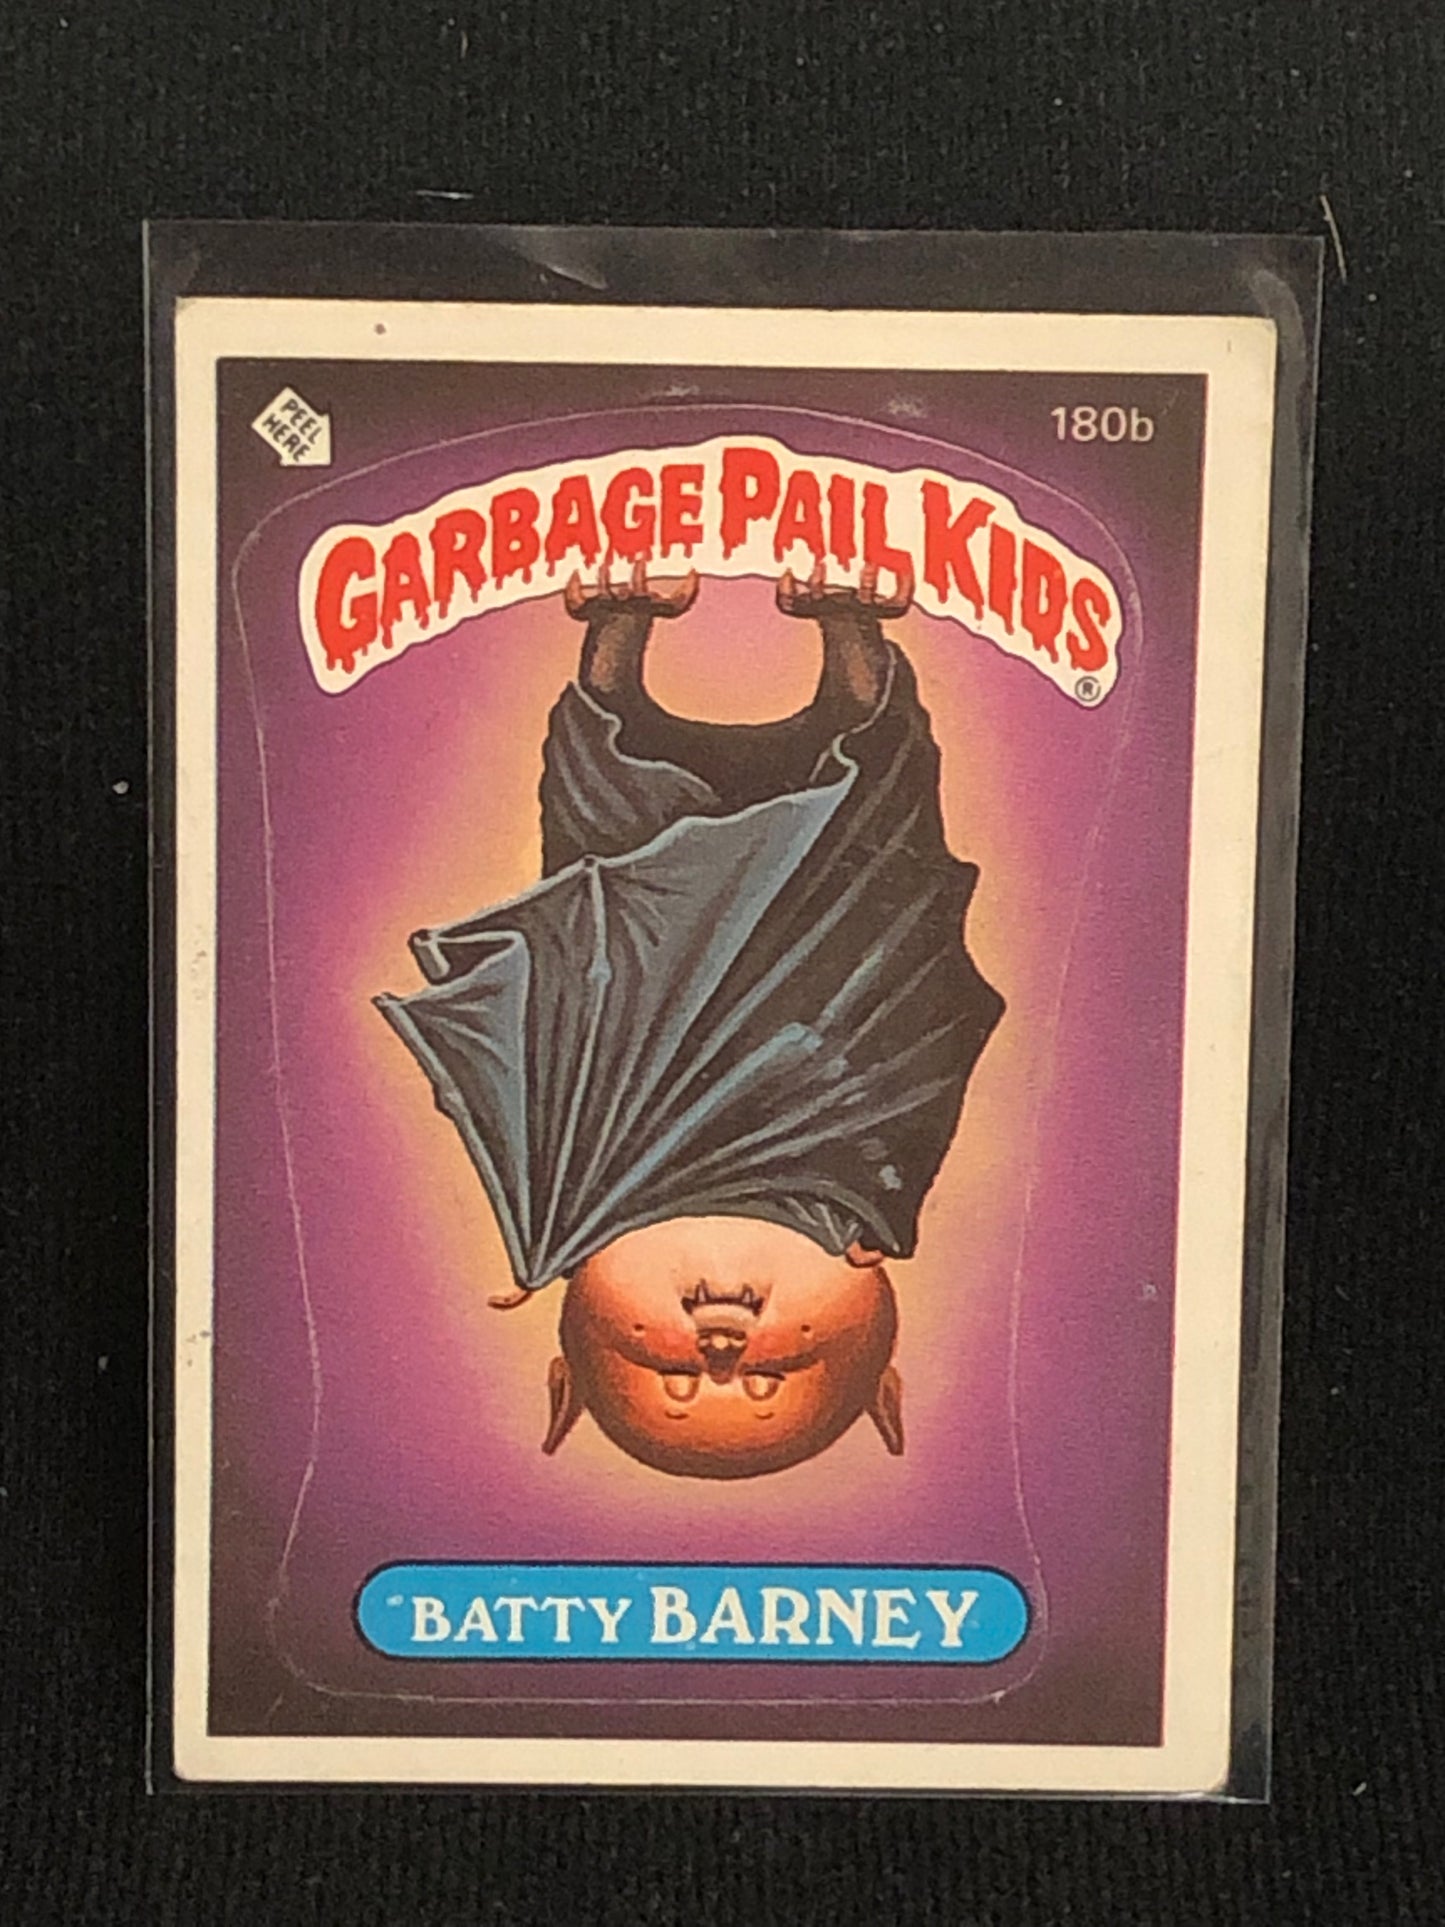 PEEL
HERE
180b
GARBAGE PAIL KIDS
®
BATTY BARNEY